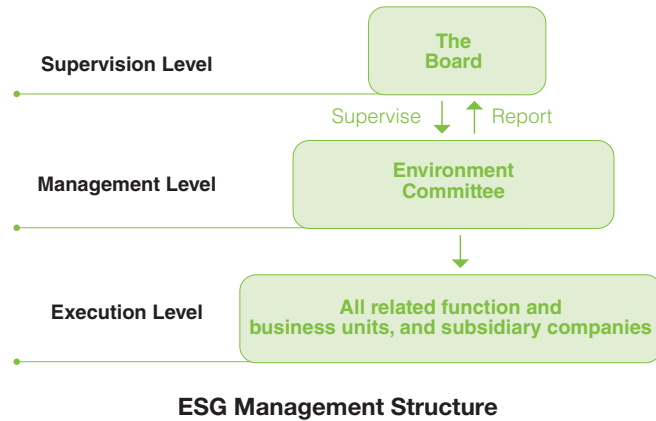 The
Board
Supervision Level
Supervise
Report
Environment
Committee
Management Level
All related function and
business units, and subsidiary companies
Execution Level
ESG Management Structure